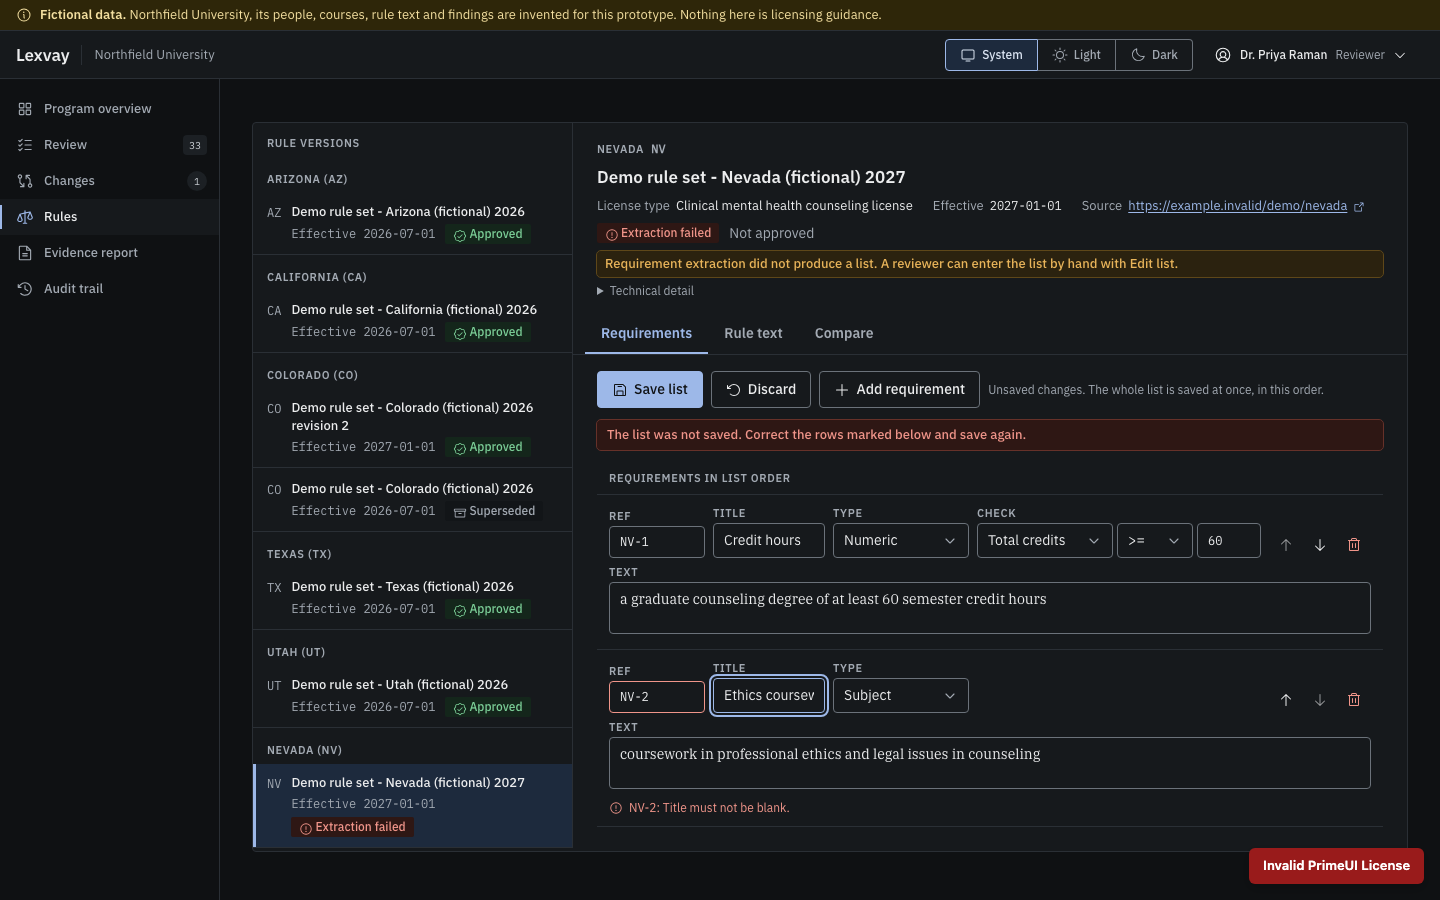 Fictional data. Northfield University, its people, courses, rule text and findings are invented for this prototype. Nothing here is licensing guidance.
Lexvay Northfield University
System Light Dark Dr. Priya Raman Reviewer
Program overview
Review 33
Changes 1
Rules
Evidence report
Audit trail
RULE VERSIONS
ARIZONA (AZ)
AZ Demo rule set - Arizona (fictional) 2026
Effective 2026-07-01 Approved
CALIFORNIA (CA)
CA Demo rule set - California (fictional) 2026
Effective 2026-07-01 Approved
COLORADO (CO)
CO Demo rule set - Colorado (fictional) 2026
revision 2
Effective 2027-01-01 Approved
CO Demo rule set - Colorado (fictional) 2026
Effective 2026-07-01 Superseded
TEXAS (TX)
TX Demo rule set - Texas (fictional) 2026
Effective 2026-07-01 Approved
UTAH (UT)
UT Demo rule set - Utah (fictional) 2026
Effective 2026-07-01 Approved
NEVADA (NV)
NV Demo rule set - Nevada (fictional) 2027
Effective 2027-01-01
Extraction failed
NEVADA NV
Demo rule set - Nevada (fictional) 2027
License type Clinical mental health counseling license Effective 2027-01-01 Source https://example.invalid/demo/nevada
Extraction failed Not approved
Requirement extraction did not produce a list. A reviewer can enter the list by hand with Edit list.
Technical detail
Requirements Rule text Compare
Save list Discard Add requirement Unsaved changes. The whole list is saved at once, in this order.
The list was not saved. Correct the rows marked below and save again.
REQUIREMENTS IN LIST ORDER
REF TITLE TYPE CHECK
NV-1 Credit hours Numeric Total credits >= 60
TEXT
a graduate counseling degree of at least 60 semester credit hours
REF TITLE TYPE
NV-2 Ethics coursew Subject
TEXT
coursework in professional ethics and legal issues in counseling
NV-2: Title must not be blank.
Invalid PrimeUI License